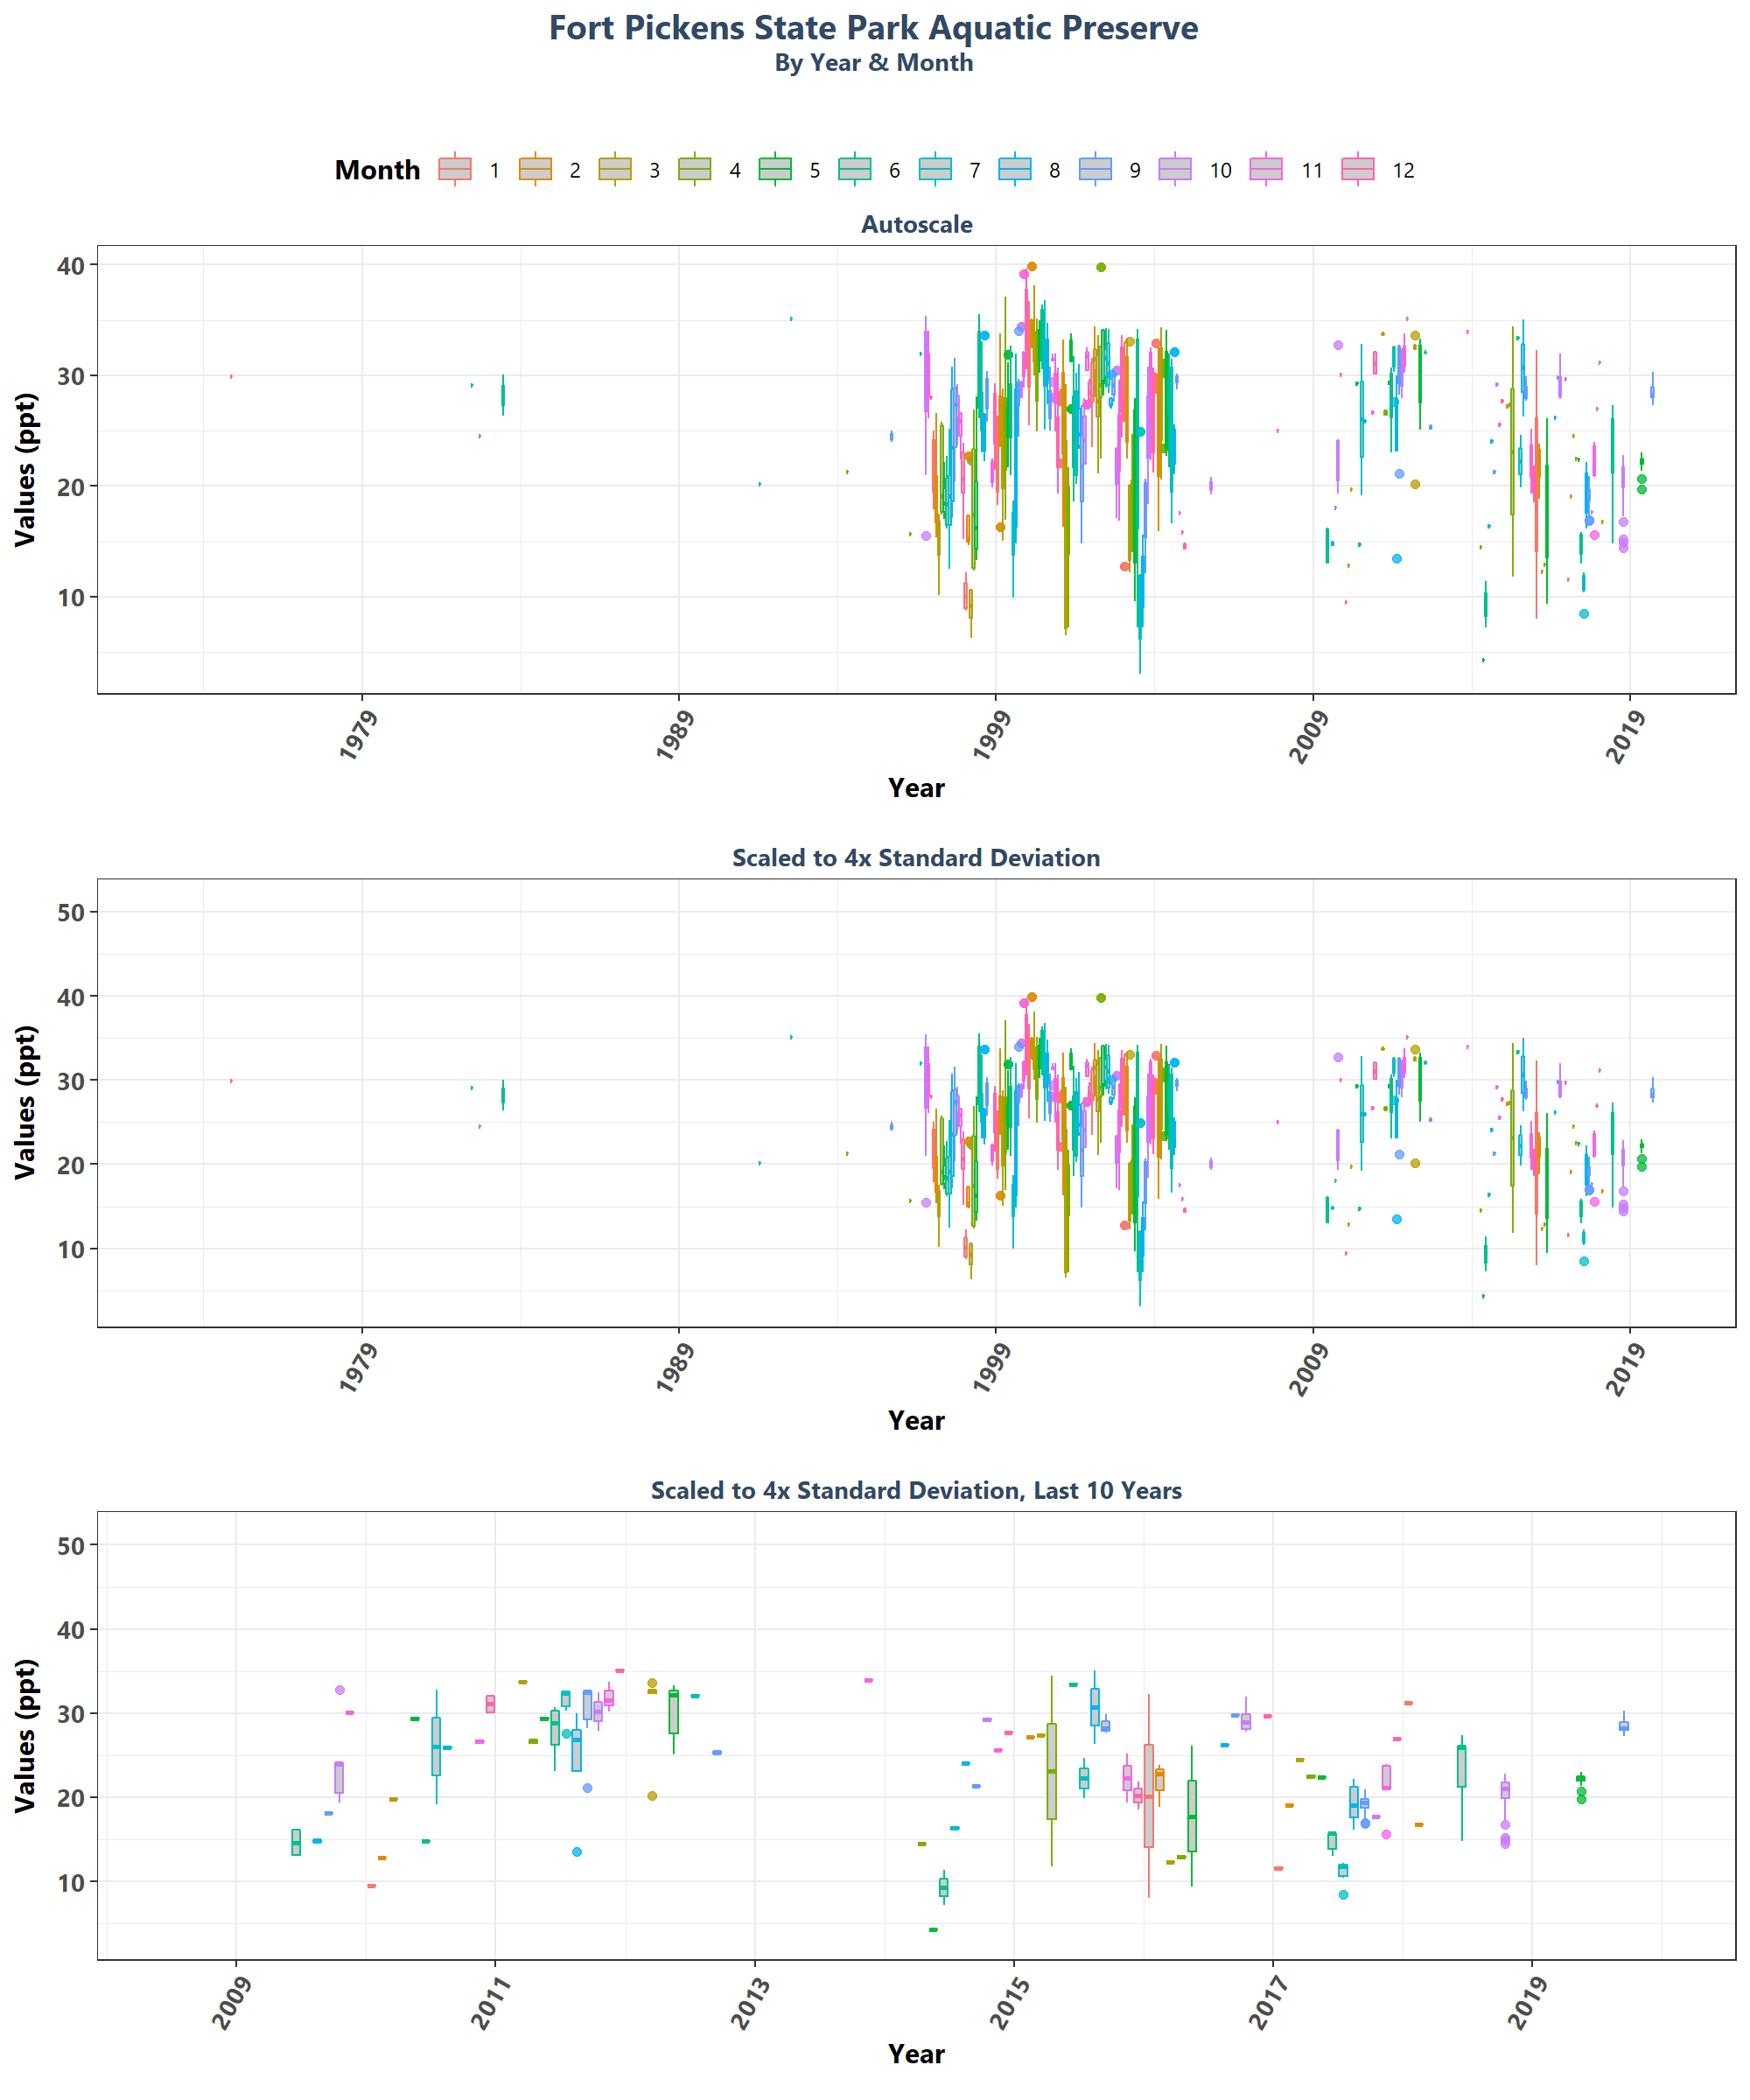 Fort Pickens State Park Aquatic Preserve
By Year & Month
Month 1 2 3 4 5 6 7 8 9 10 11 12
Autoscale
Values (ppt)
40
30
20
10
1979 1989 1999 2009 2019
Year
Scaled to 4x Standard Deviation
Values (ppt)
50
40
30
20
10
1979 1989 1999 2009 2019
Year
Scaled to 4x Standard Deviation, Last 10 Years
Values (ppt)
50
40
30
20
10
2009 2011 2013 2015 2017 2019
Year